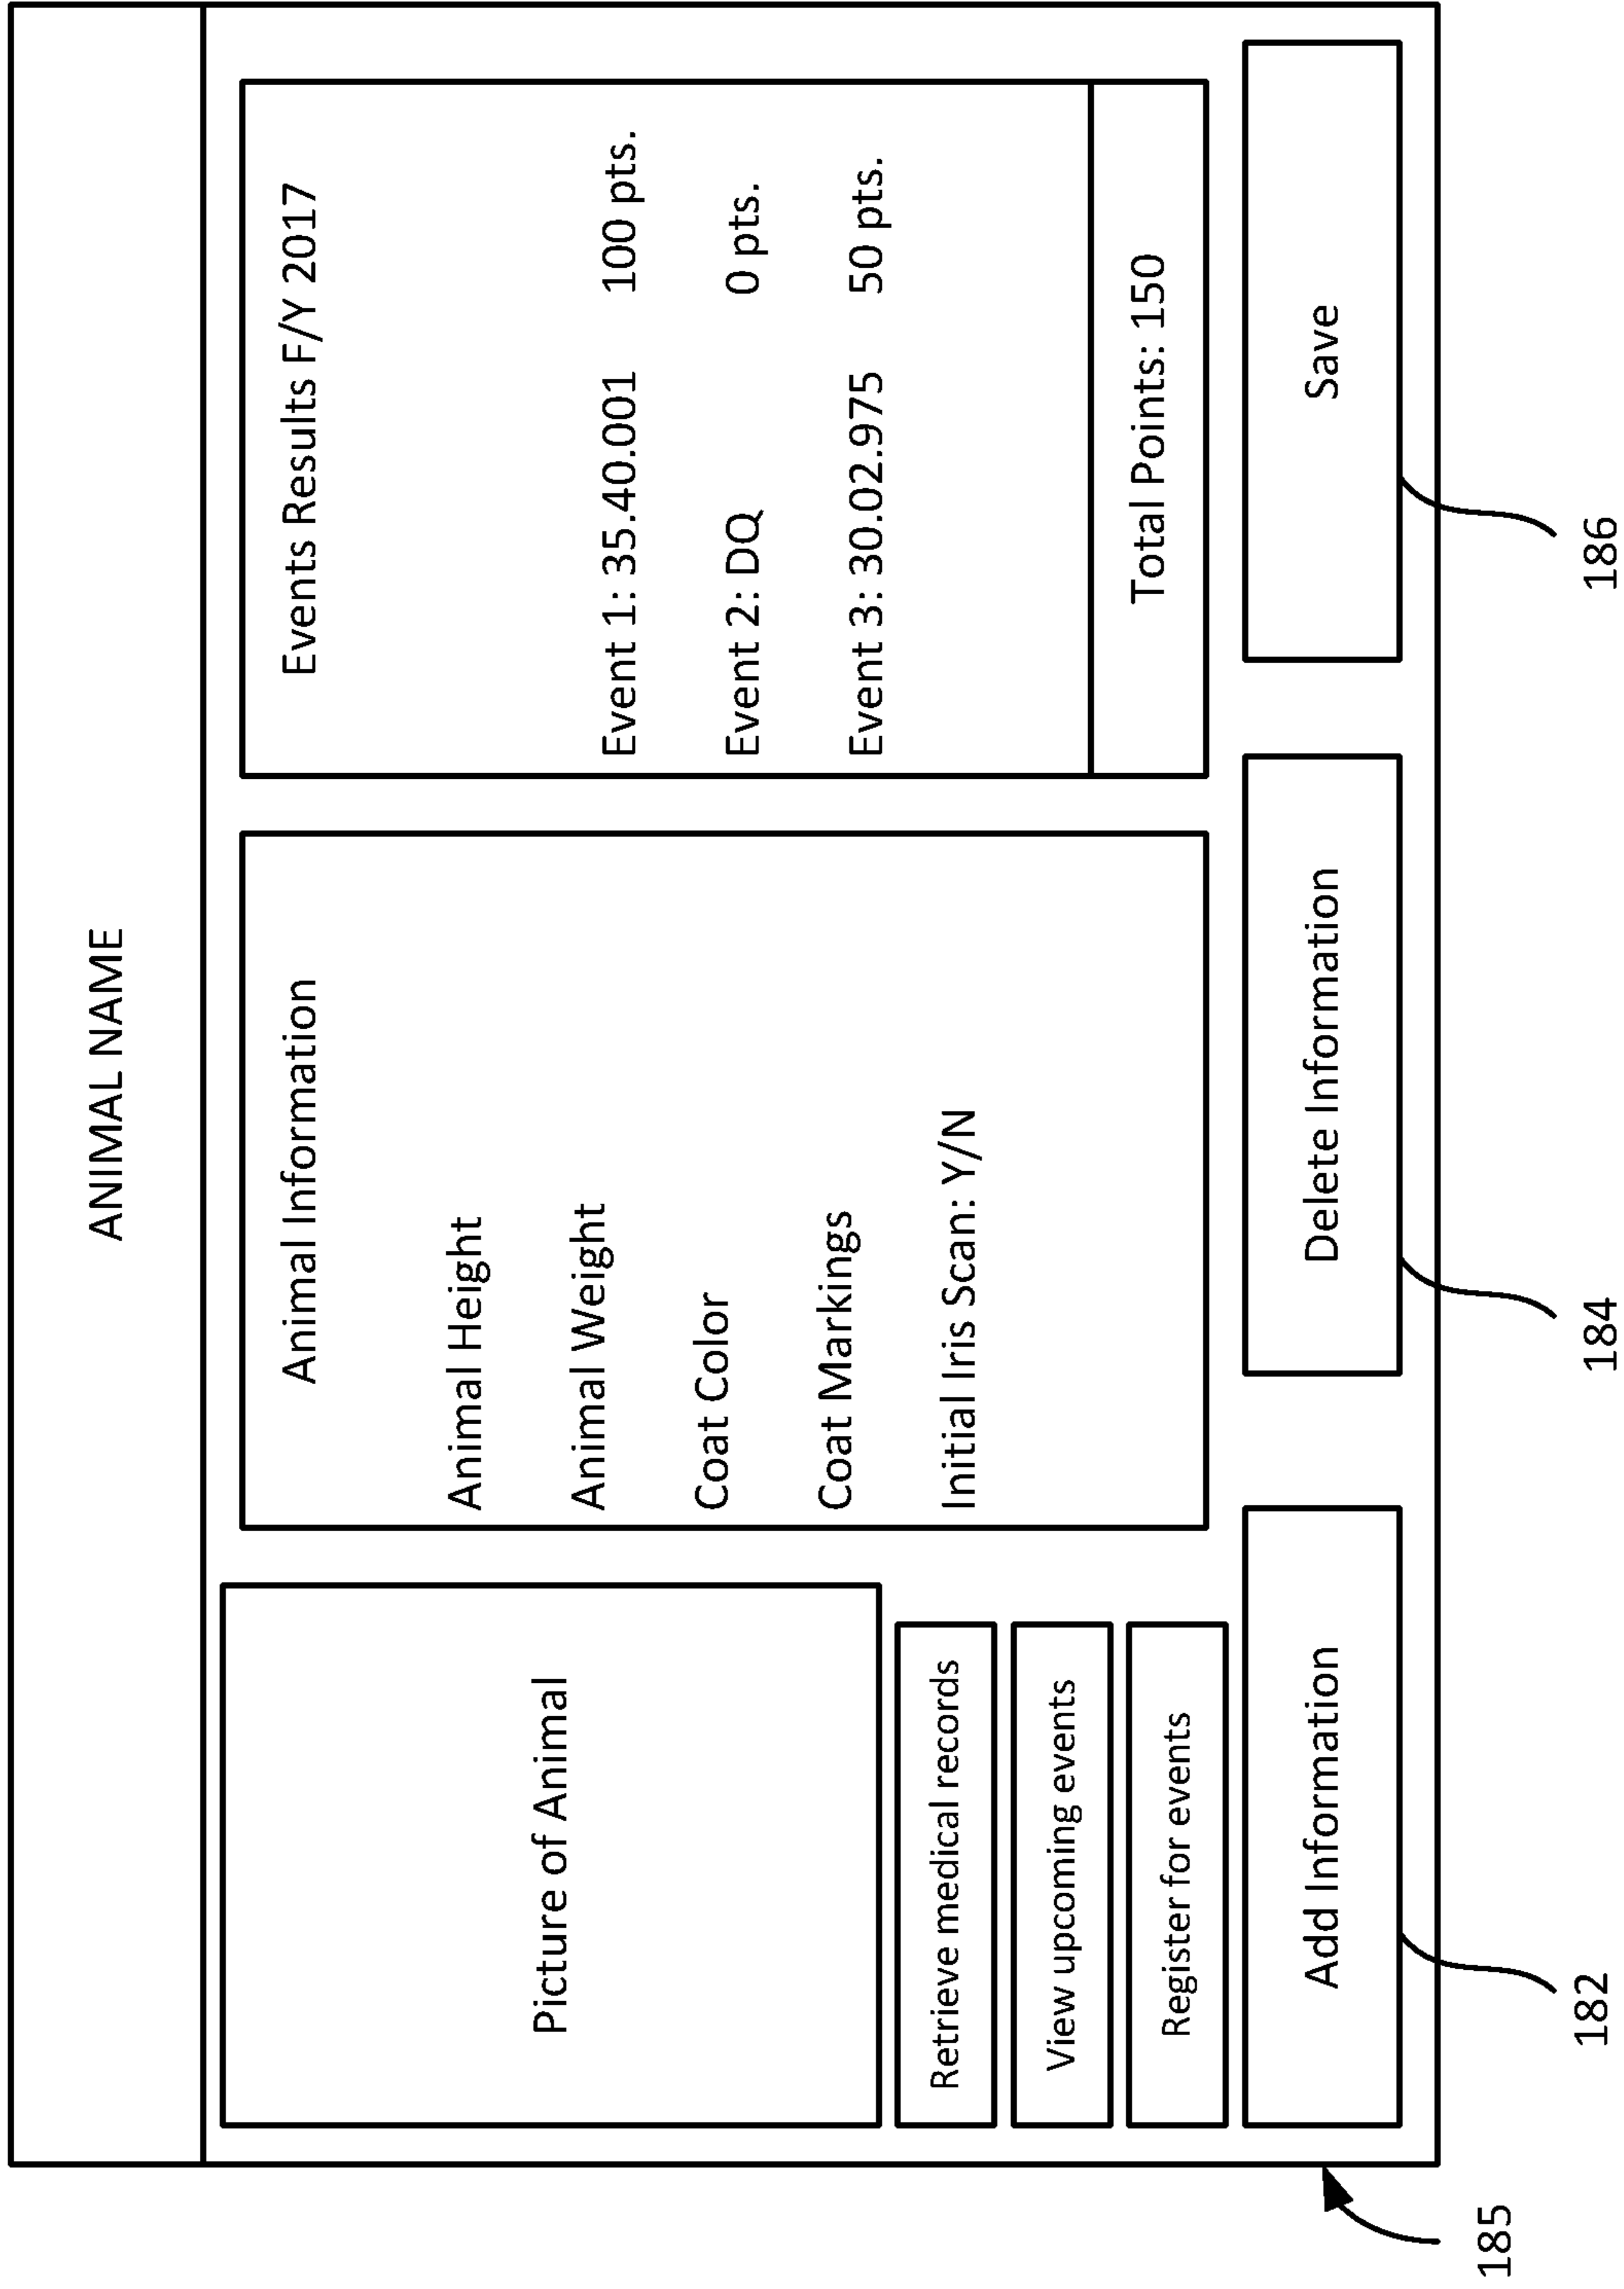 ANIMAL NAME
Picture of Animal
Retrieve medical records
View upcoming events
Register for events
Animal Information
Animal Height
Animal Weight
Coat Color
Coat Markings
Initial Iris Scan: Y/N
Events Results F/Y 2017
Event 1: 35.40.001 100 pts.
Event 2: DQ 0 pts.
Event 3: 30.02.975 50 pts.
Total Points: 150
Add Information
Delete Information
Save
185
182
184
186